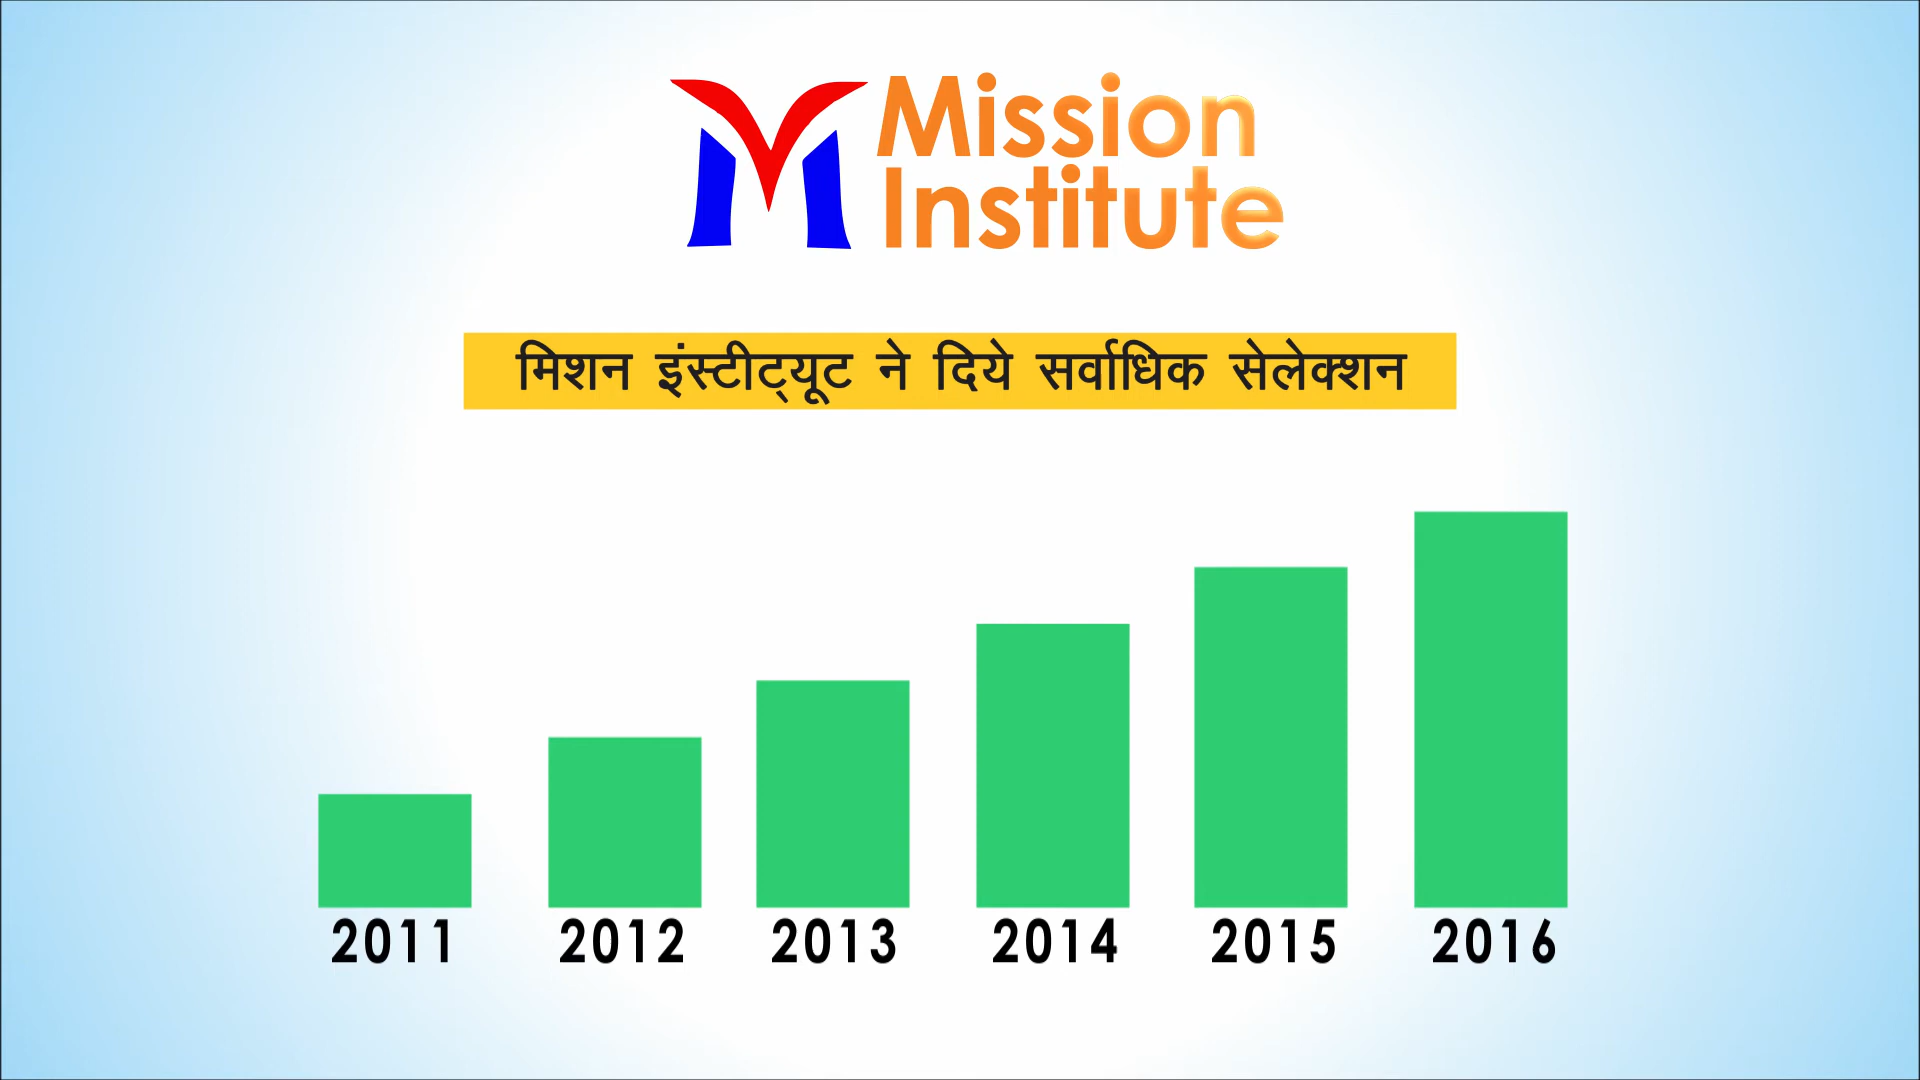 Mission
Institute
मिशन इंस्टीट्यूट ने दिये सर्वाधिक सेलेक्शन
2011 2012 2013 2014 2015 2016